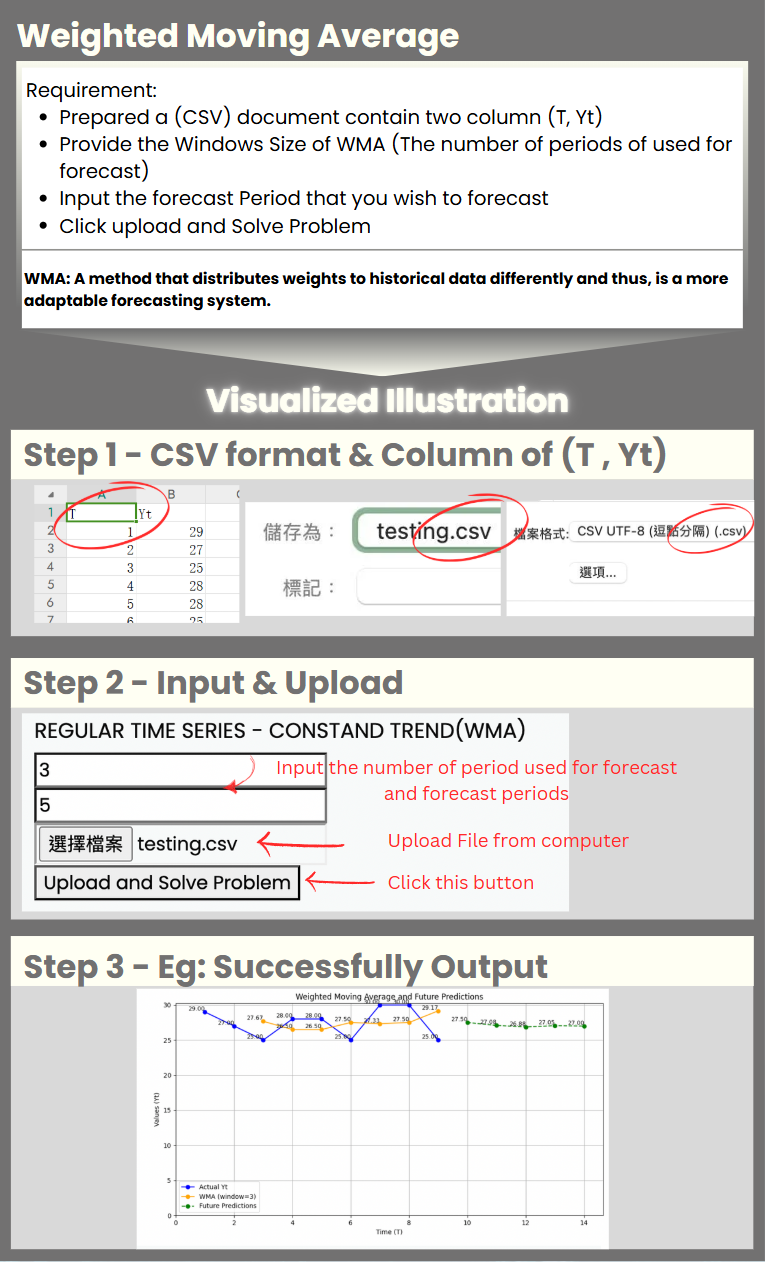 Weighted Moving Average
Requirement:
• Prepared a (CSV) document contain two column (T, Yt)
• Provide the Windows Size of WMA (The number of periods of used for
forecast)
• Input the forecast Period that you wish to forecast
• Click upload and Solve Problem
WMA: A method that distributes weights to historical data differently and thus, is a more
adaptable forecasting system.
Visualized Illustration
Step 1 - CSV format & Column of (T , Yt)
A B
1 T Yt
2 1 29
3 2 27
4 3 25
5 4 28
6 5 28
7 6 25
儲存為：
testing.csv
標記：
檔案格式: CSV UTF-8 (逗點分隔) (.csv)
選項...
Step 2 - Input & Upload
REGULAR TIME SERIES - CONSTAND TREND(WMA)
3
Input the number of period used for forecast
and forecast periods
5
選擇檔案 testing.csv
Upload File from computer
Upload and Solve Problem
Click this button
Step 3 - Eg: Successfully Output
Weighted Moving Average and Future Predictions
Values (Yt)
30
25
20
15
10
5
0
29.00
27.00
25.00
28.00
28.00
25.00
30.00
30.00
25.00
27.67
26.50
26.50
27.50
27.33
27.50
29.17
27.50
27.08
26.88
27.05
27.00
Actual Yt
WMA (window=3)
Future Predictions
0 2 4 6 8 10 12 14
Time (T)